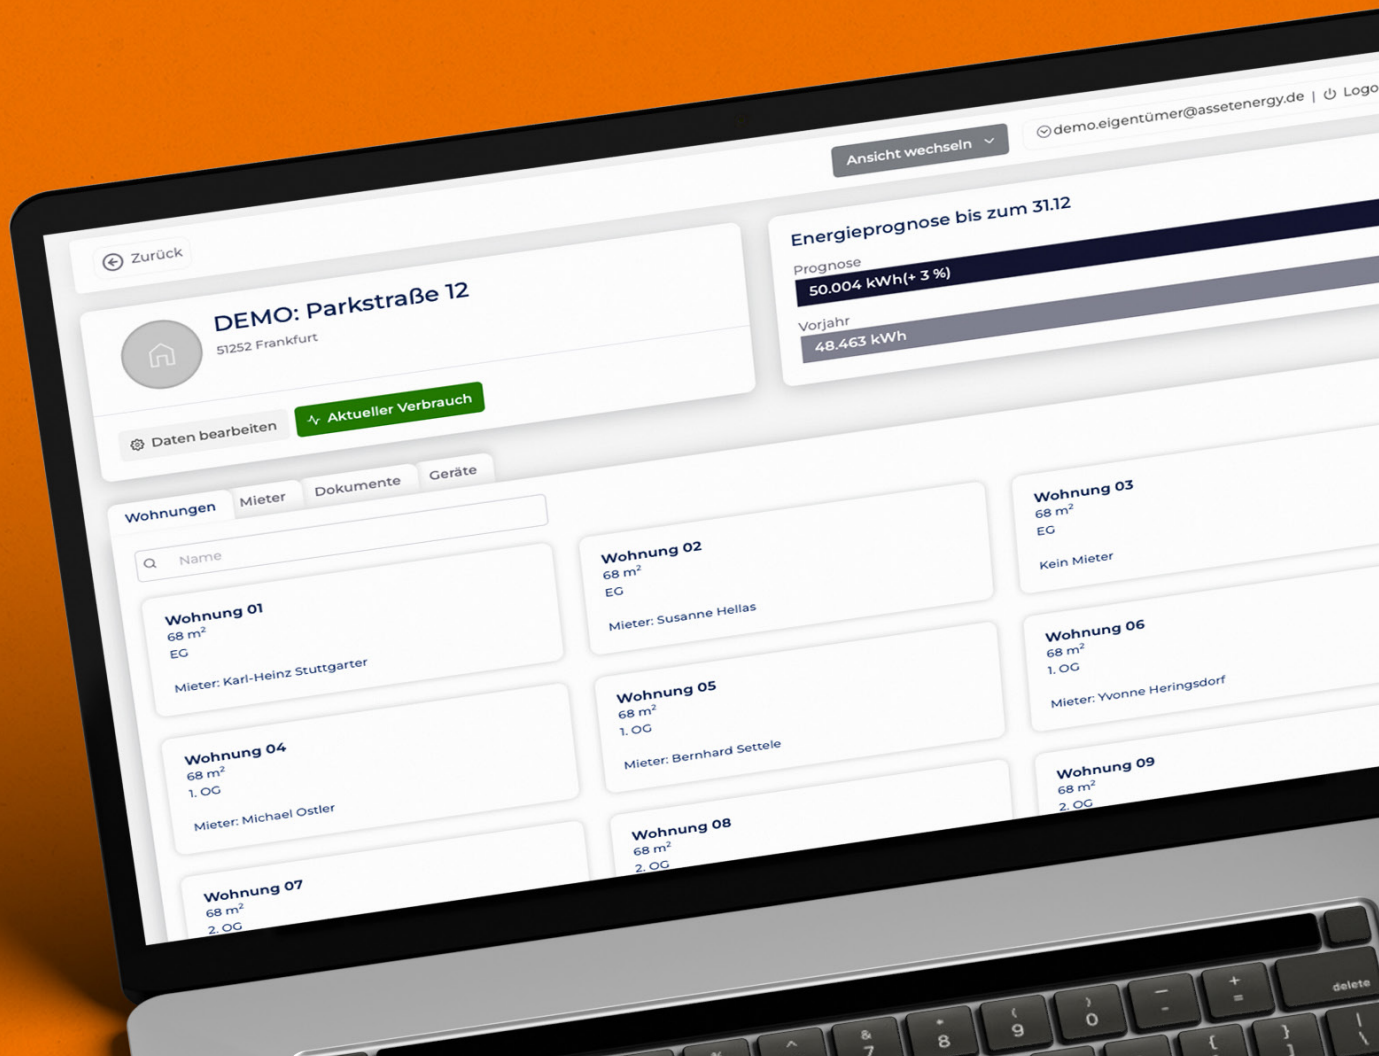 Ansicht wechseln
demo.eigentümer@assetenergy.de | Logo
Zurück
DEMO: Parkstraße 12
51252 Frankfurt
Daten bearbeiten
Aktueller Verbrauch
Energieprognose bis zum 31.12
Prognose
50.004 kWh(+ 3 %)
Vorjahr
48.463 kWh
Wohnungen
Mieter
Dokumente
Geräte
Name
Wohnung 01
68 m²
EG
Mieter: Karl-Heinz Stuttgarter
Wohnung 02
68 m²
EG
Mieter: Susanne Hellas
Wohnung 03
68 m²
EG
Kein Mieter
Wohnung 04
68 m²
1. OG
Mieter: Michael Ostler
Wohnung 05
68 m²
1. OG
Mieter: Bernhard Settele
Wohnung 06
68 m²
1. OG
Mieter: Yvonne Heringsdorf
Wohnung 07
68 m²
2. OG
Wohnung 08
68 m²
2. OG
Wohnung 09
68 m²
2. OG
^
& 7
* 8
( 9
) 0
— -
+ =
delete
{
}
| \